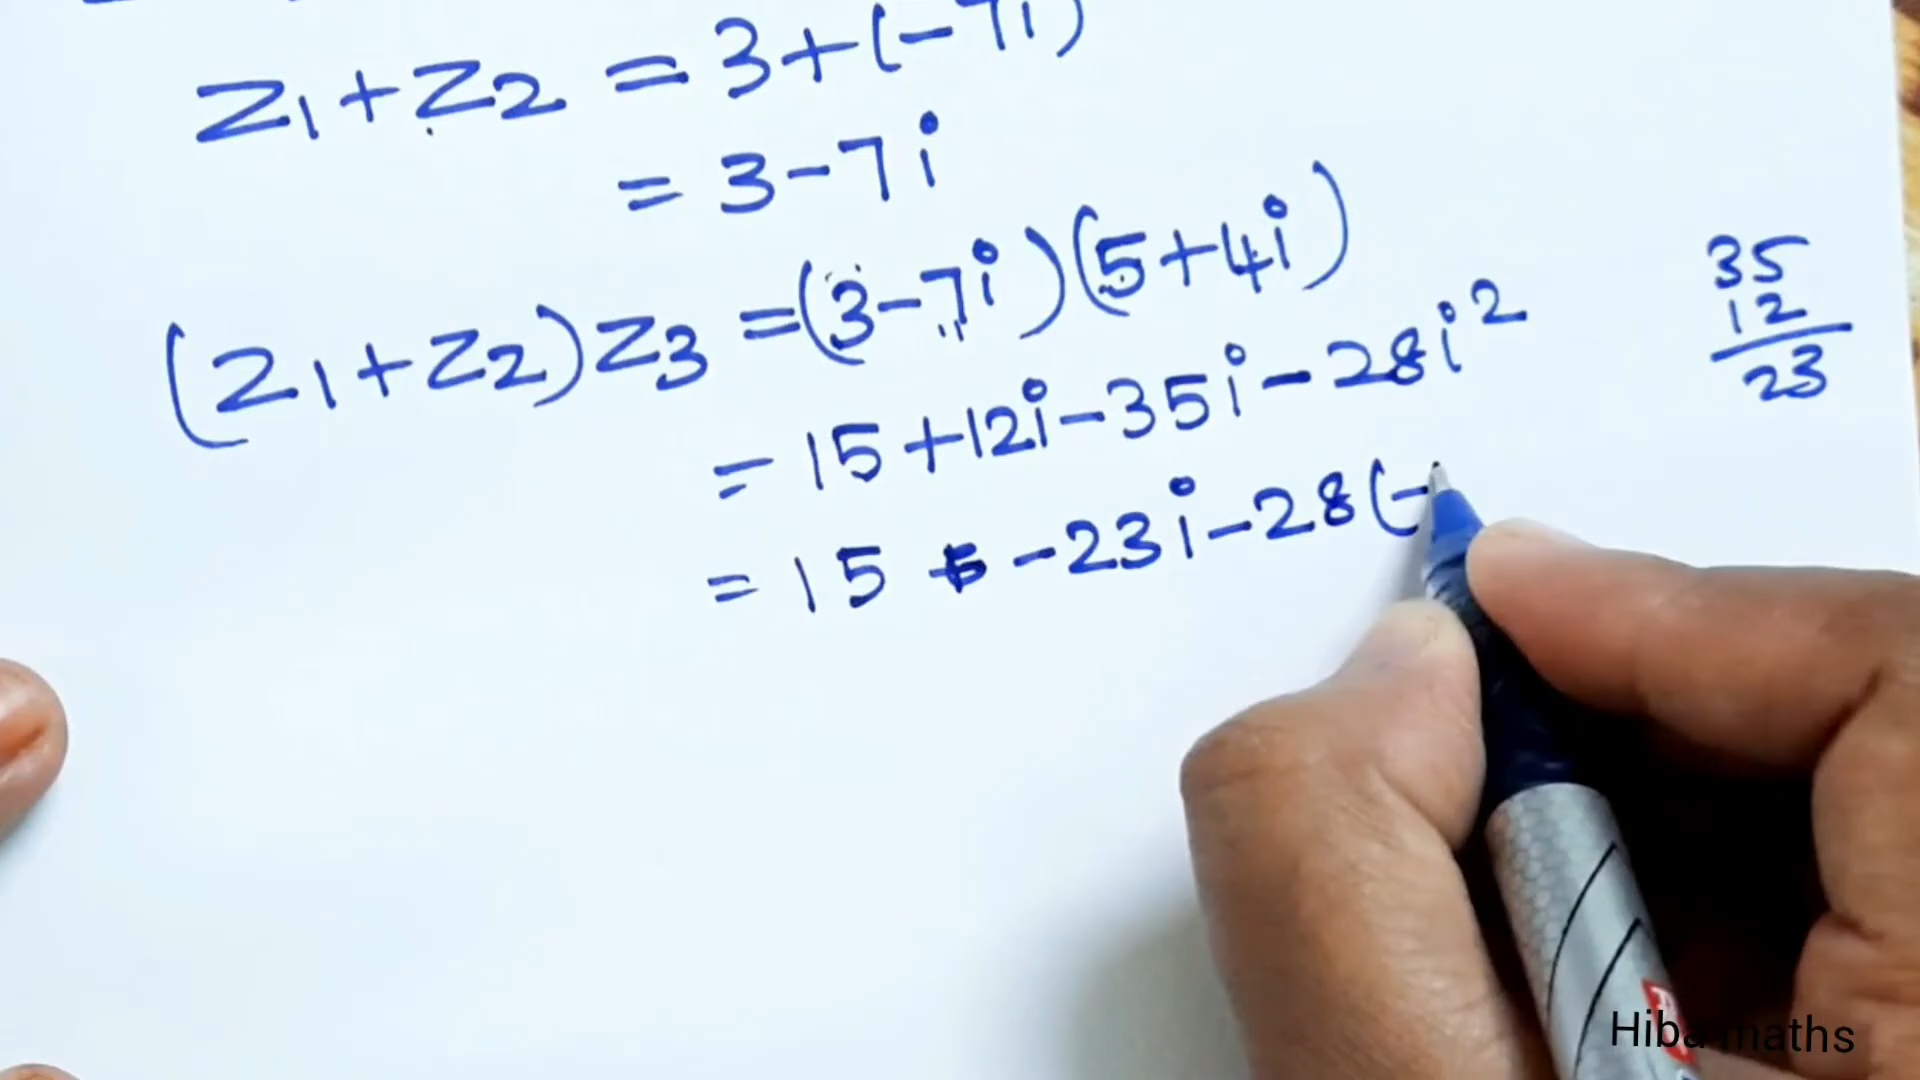 Z1+Z2 = 3+(-7i)
= 3-7i
(Z1+Z2)Z3 = (3-7i)(5+4i)
= 15+12i-35i-28i²
= 15 -23i-28(-
35
12
23
Hiba maths